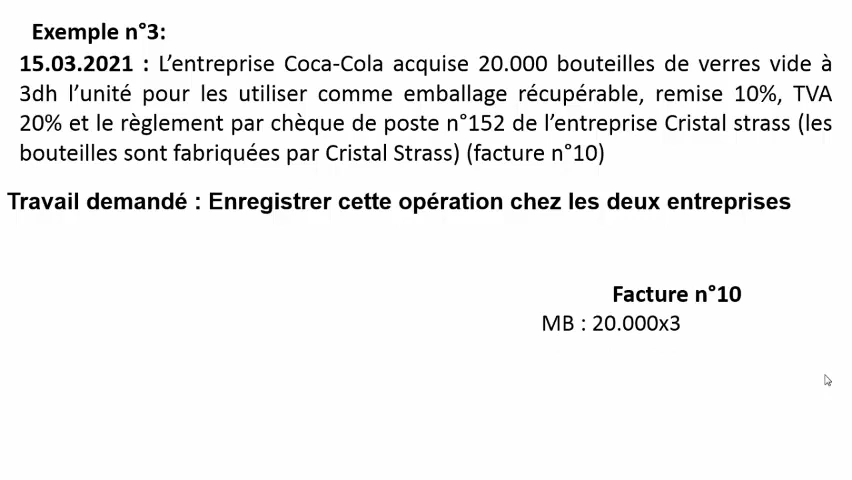 Exemple n°3:
15.03.2021 : L’entreprise Coca-Cola acquise 20.000 bouteilles de verres vide à
3dh l’unité pour les utiliser comme emballage récupérable, remise 10%, TVA
20% et le règlement par chèque de poste n°152 de l’entreprise Cristal strass (les
bouteilles sont fabriquées par Cristal Strass) (facture n°10)
Travail demandé : Enregistrer cette opération chez les deux entreprises
Facture n°10
MB : 20.000x3